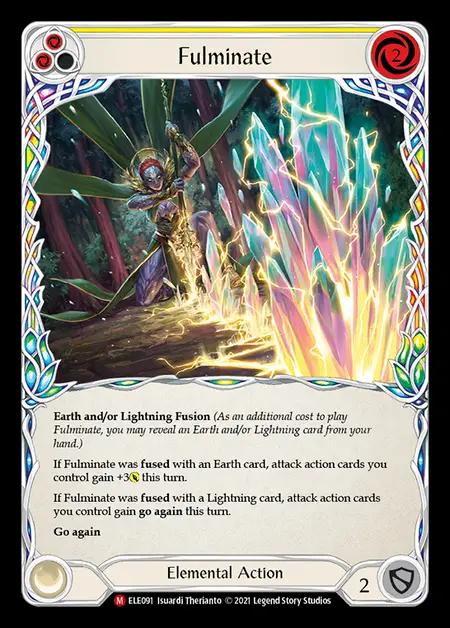 2
Fulminate
Earth and/or Lightning Fusion (As an additional cost to play
Fulminate, you may reveal an Earth and/or Lightning card from your
hand.)
If Fulminate was fused with an Earth card, attack action cards you
control gain +3 this turn.
If Fulminate was fused with a Lightning card, attack action cards
you control gain go again this turn.
Go again
Elemental Action
2
M ELE091 Isuardi Therianto © 2021 Legend Story Studios